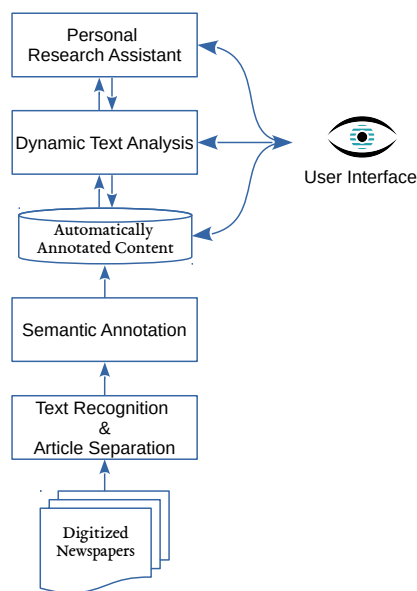 Personal
Research Assistant
Dynamic Text Analysis
User Interface
Automatically
Annotated Content
Semantic Annotation
Text Recognition
&
Article Separation
Digitized
Newspapers